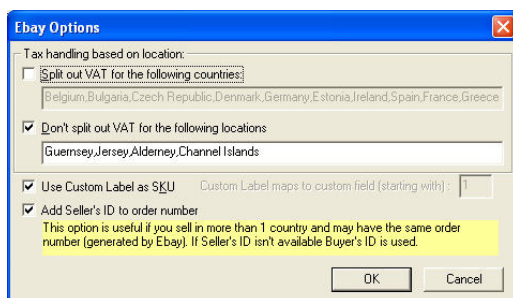 Ebay Options
Tax handling based on location:
Split out VAT for the following countries:
Belgium,Bulgaria,Czech Republic,Denmark,Germany,Estonia,Ireland,Spain,France,Greece
Don't split out VAT for the following locations
Guernsey,Jersey,Alderney,Channel Islands
Use Custom Label as SKU Custom Label maps to custom field (starting with) : 1
Add Seller's ID to order number
This option is useful if you sell in more than 1 country and may have the same order
number (generated by Ebay). If Seller's ID isn't available Buyer's ID is used.
OK Cancel